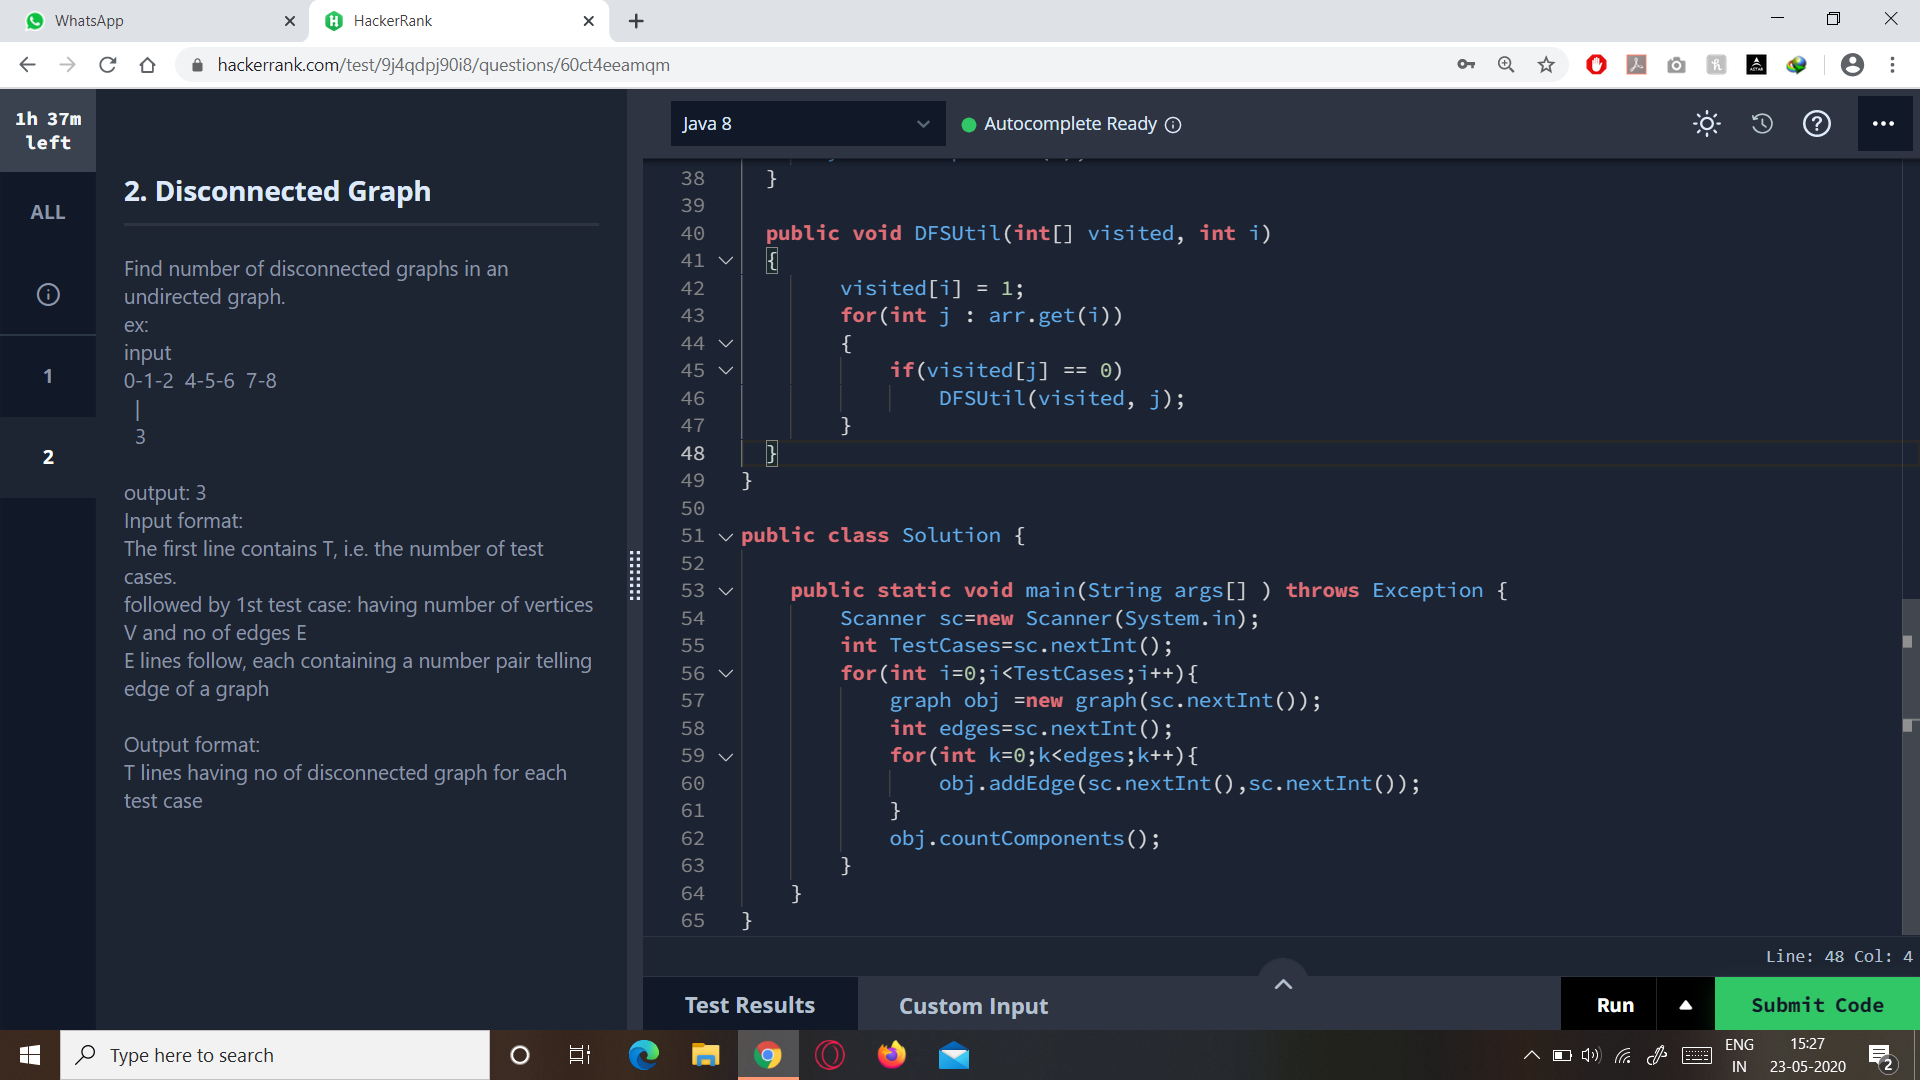 WhatsApp
HackerRank
hackerrank.com/test/9j4qdpj90i8/questions/60ct4eeamqm
1h 37m
left
ALL
1
2
2. Disconnected Graph
Find number of disconnected graphs in an
undirected graph.
ex:
input
0-1-2 4-5-6 7-8
|
3
output: 3
Input format:
The first line contains T, i.e. the number of test
cases.
followed by 1st test case: having number of vertices
V and no of edges E
E lines follow, each containing a number pair telling
edge of a graph
Output format:
T lines having no of disconnected graph for each
test case
Java 8
Autocomplete Ready
38 }
39
40 public void DFSUtil(int[] visited, int i)
41 {
42 visited[i] = 1;
43 for(int j : arr.get(i))
44 {
45 if(visited[j] == 0)
46 DFSUtil(visited, j);
47 }
48 }
49 }
50
51 public class Solution {
52
53 public static void main(String args[] ) throws Exception {
54 Scanner sc=new Scanner(System.in);
55 int TestCases=sc.nextInt();
56 for(int i=0;i<TestCases;i++){
57 graph obj =new graph(sc.nextInt());
58 int edges=sc.nextInt();
59 for(int k=0;k<edges;k++){
60 obj.addEdge(sc.nextInt(),sc.nextInt());
61 }
62 obj.countComponents();
63 }
64 }
65 }
Line: 48 Col: 4
Test Results
Custom Input
Run
Submit Code
Type here to search
ENG
IN
15:27
23-05-2020
2